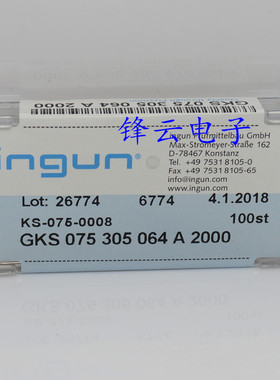 GKS 075 305 064 A 2000
锋云电子
ingun Prüfmittelbau GmbH
Max-Stromeyer-Straße 162
D-78467 Konstanz
Tel +49 7531 8105-0
Fax +49 7531 8105-65
info@ingun.com
www.ingun.com
ingun
Lot: 26774 6774 4.1.2018
KS-075-0008 100st
GKS 075 305 064 A 2000